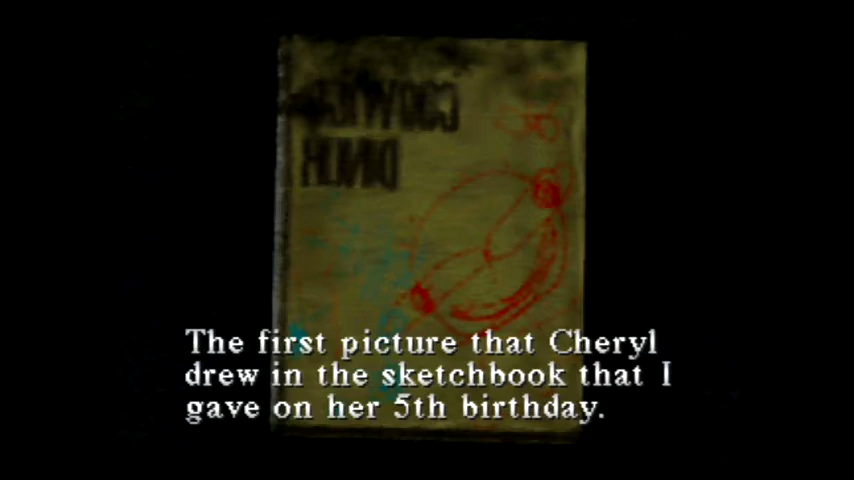 The first picture that Cheryl
drew in the sketchbook that I
gave on her 5th birthday.